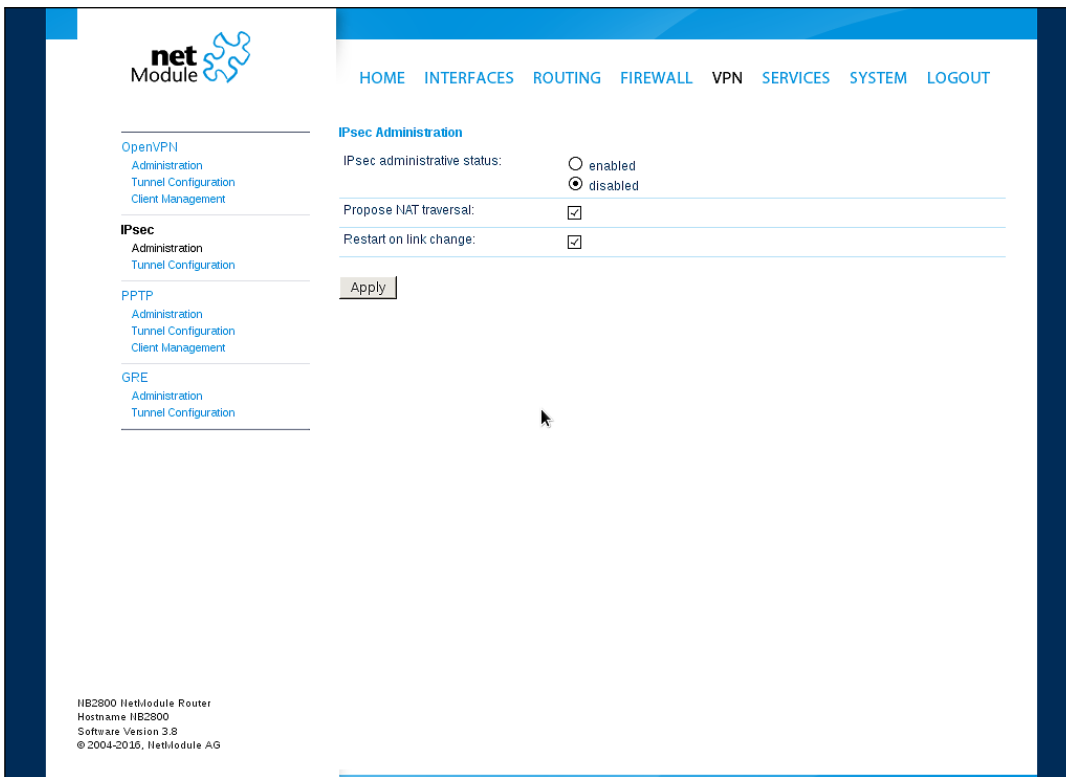 net
Module
HOME INTERFACES ROUTING FIREWALL VPN SERVICES SYSTEM LOGOUT
OpenVPN
Administration
Tunnel Configuration
Client Management
IPsec
Administration
Tunnel Configuration
PPTP
Administration
Tunnel Configuration
Client Management
GRE
Administration
Tunnel Configuration
IPsec Administration
IPsec administrative status:
enabled
disabled
Propose NAT traversal:
Restart on link change:
Apply
NB2800 NetModule Router
Hostname NB2800
Software Version 3.8
© 2004-2016, NetModule AG